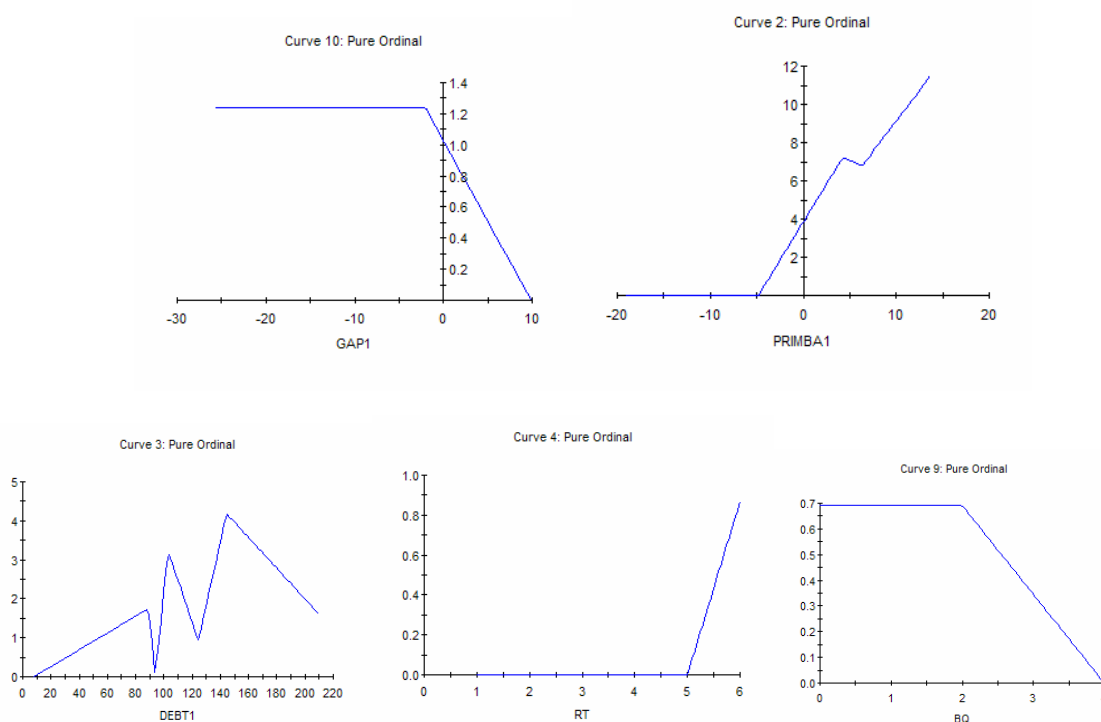 Curve 10: Pure Ordinal
1.4
1.2
1.0
0.8
0.6
0.4
0.2
-30 -20 -10 0 10
GAP1
Curve 2: Pure Ordinal
12
10
8
6
4
2
-20 -10 0 10 20
PRIMBA1
Curve 3: Pure Ordinal
5
4
3
2
1
0
0 20 40 60 80 100 120 140 160 180 200 220
DEBT1
Curve 4: Pure Ordinal
1.0
0.8
0.6
0.4
0.2
0.0
0 1 2 3 4 5 6
RT
Curve 9: Pure Ordinal
0.7
0.6
0.5
0.4
0.3
0.2
0.1
0.0
0 1 2 3
BQ